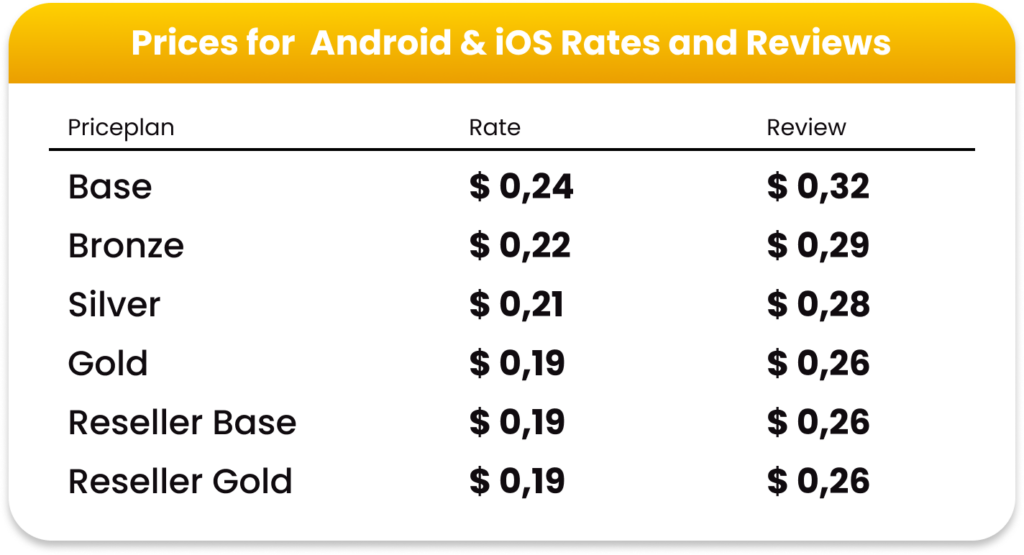 Prices for Android & iOS Rates and Reviews
Priceplan Rate Review
Base $ 0,24 $ 0,32
Bronze $ 0,22 $ 0,29
Silver $ 0,21 $ 0,28
Gold $ 0,19 $ 0,26
Reseller Base $ 0,19 $ 0,26
Reseller Gold $ 0,19 $ 0,26